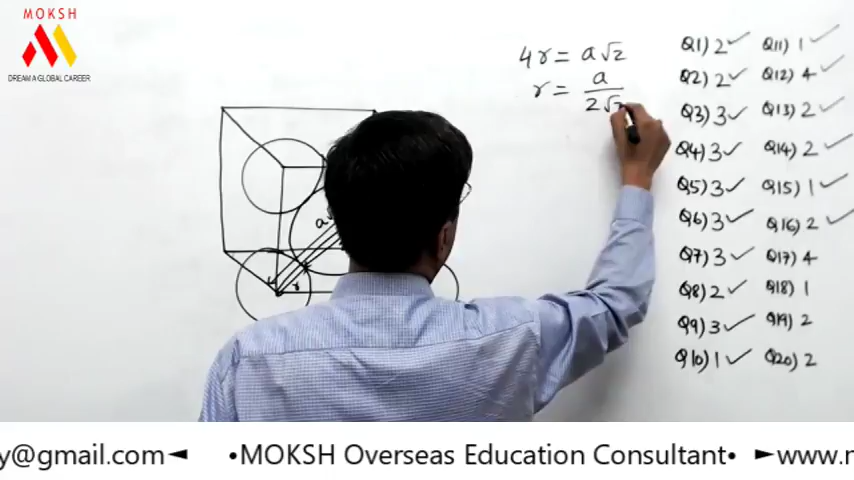 MOKSH
DREAM A GLOBAL CAREER
4r = a√2
r = a/2√2
a
r
Q1) 2 ✓
Q2) 2 ✓
Q3) 3 ✓
Q4) 3 ✓
Q5) 3 ✓
Q6) 3 ✓
Q7) 3 ✓
Q8) 2 ✓
Q9) 3 ✓
Q10) 1 ✓
Q11) 1 ✓
Q12) 4 ✓
Q13) 2 ✓
Q14) 2 ✓
Q15) 1 ✓
Q16) 2 ✓
Q17) 4
Q18) 1
Q19) 2
Q20) 2
y@gmail.com◄ •MOKSH Overseas Education Consultant• ►www.